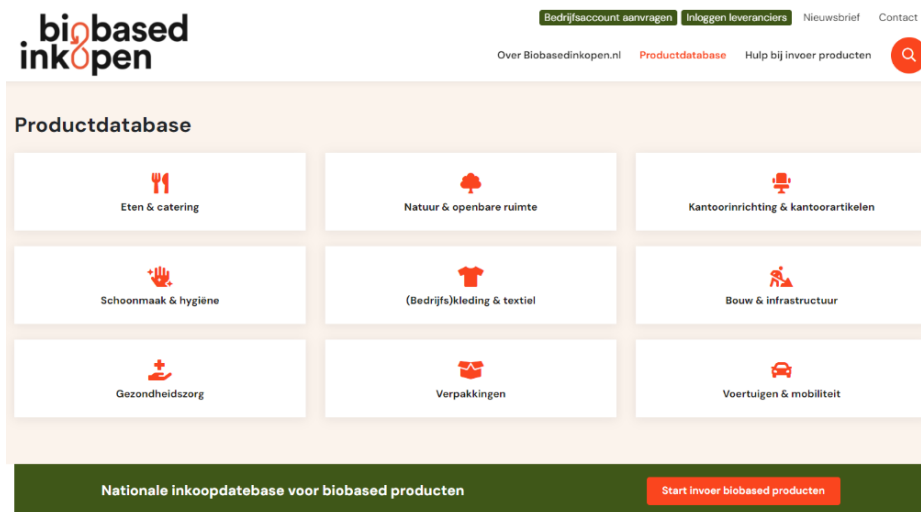 biobased
inkopen
Bedrijfsaccount aanvragen Inloggen leveranciers Nieuwsbrief Contact
Over Biobasedinkopen.nl Productdatabase Hulp bij invoer producten
Productdatabase
Eten & catering Natuur & openbare ruimte Kantoorinrichting & kantoorartikelen
Schoonmaak & hygiëne (Bedrijfs)kleding & textiel Bouw & infrastructuur
Gezondheidszorg Verpakkingen Voertuigen & mobiliteit
Nationale inkoopdatebase voor biobased producten Start invoer biobased producten